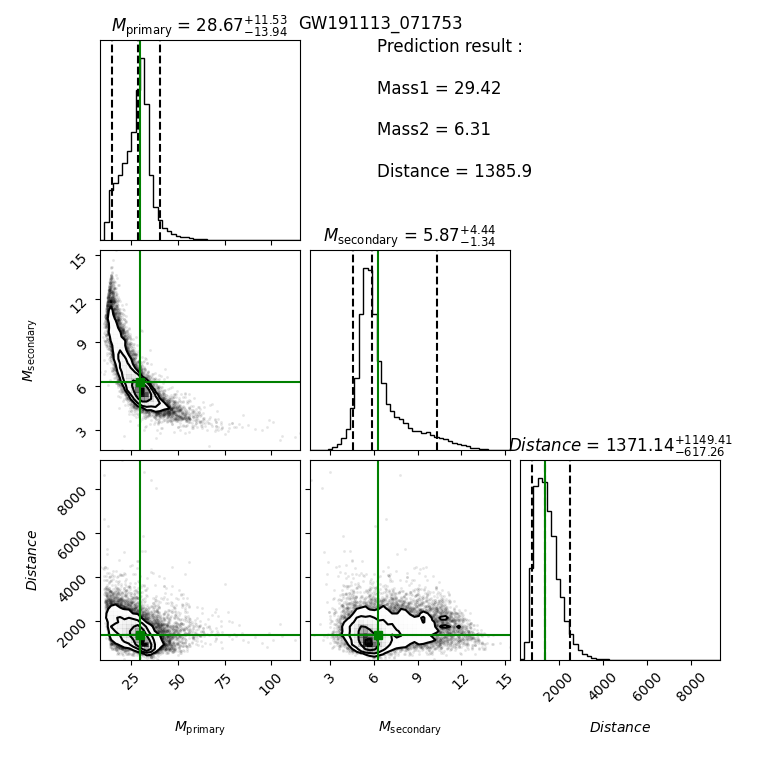 M_primary = 28.67^{+11.53}_{-13.94} GW191113_071753
Prediction result :
Mass1 = 29.42
Mass2 = 6.31
Distance = 1385.9
M_secondary = 5.87^{+4.44}_{-1.34}
15
12
9
6
3
M_secondary
Distance = 1371.14^{+1149.41}_{-617.26}
8000
6000
4000
2000
Distance
25 50 75 100
3 6 9 12 15
2000 4000 6000 8000
M_primary M_secondary Distance